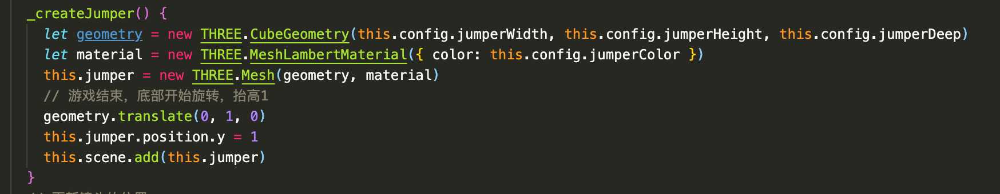 _createJumper() {
let geometry = new THREE.CubeGeometry(this.config.jumperWidth, this.config.jumperHeight, this.config.jumperDeep)
let material = new THREE.MeshLambertMaterial({ color: this.config.jumperColor })
this.jumper = new THREE.Mesh(geometry, material)
// 游戏结束，底部开始旋转，抬高1
geometry.translate(0, 1, 0)
this.jumper.position.y = 1
this.scene.add(this.jumper)
}